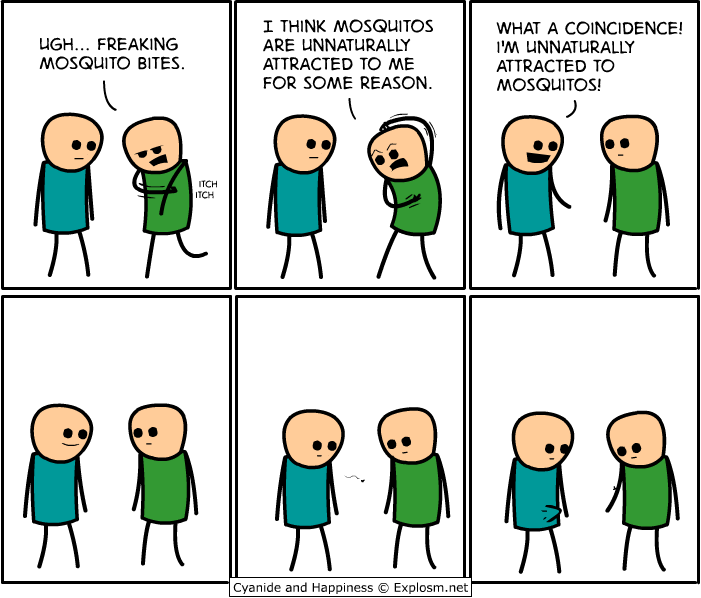 UGH... FREAKING
MOSQUITO BITES.
ITCH
ITCH
I THINK MOSQUITOS
ARE UNNATURALLY
ATTRACTED TO ME
FOR SOME REASON.
WHAT A COINCIDENCE!
I'M UNNATURALLY
ATTRACTED TO
MOSQUITOS!
Cyanide and Happiness © Explosm.net